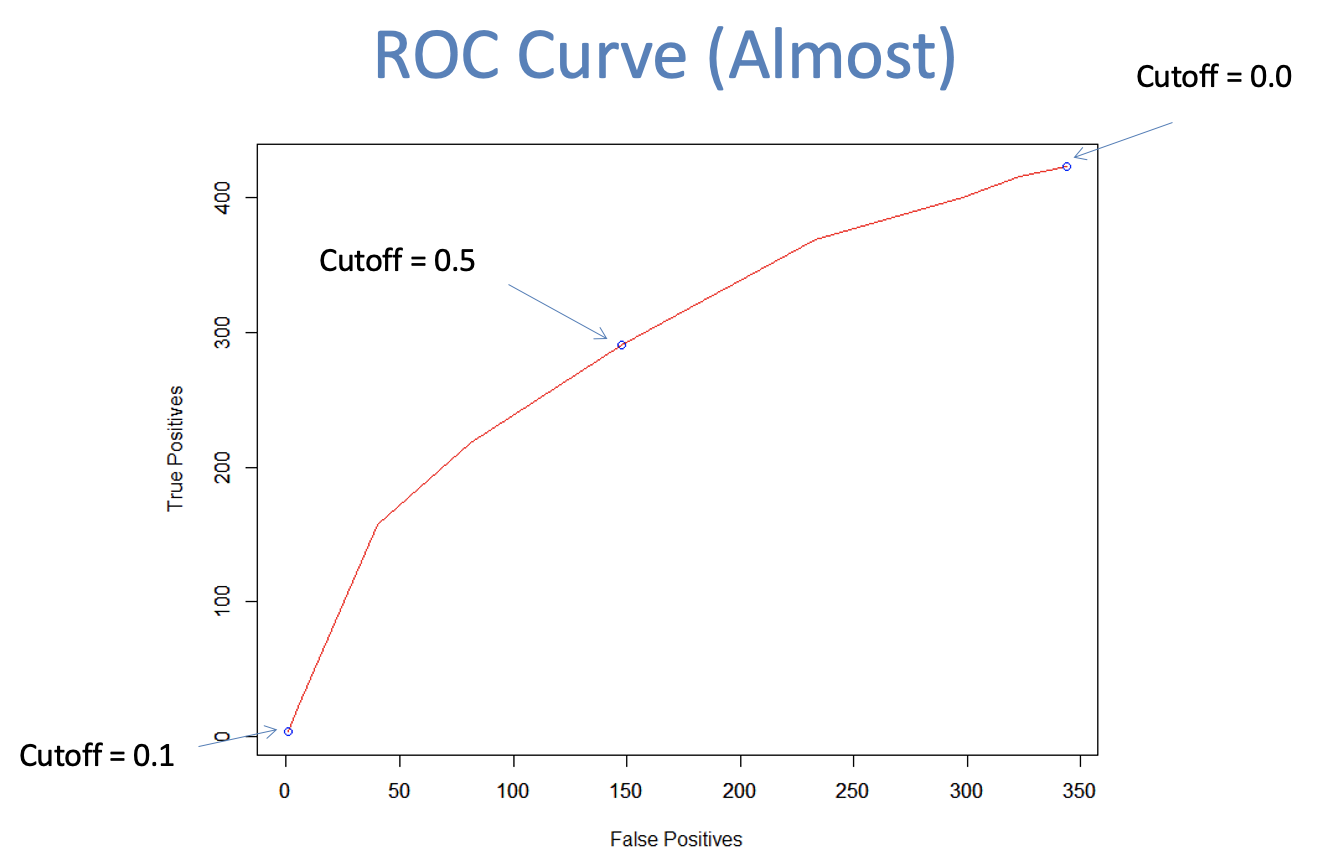 ROC Curve (Almost)
Cutoff = 0.0
Cutoff = 0.5
Cutoff = 0.1
True Positives
400
300
200
100
0
0 50 100 150 200 250 300 350
False Positives